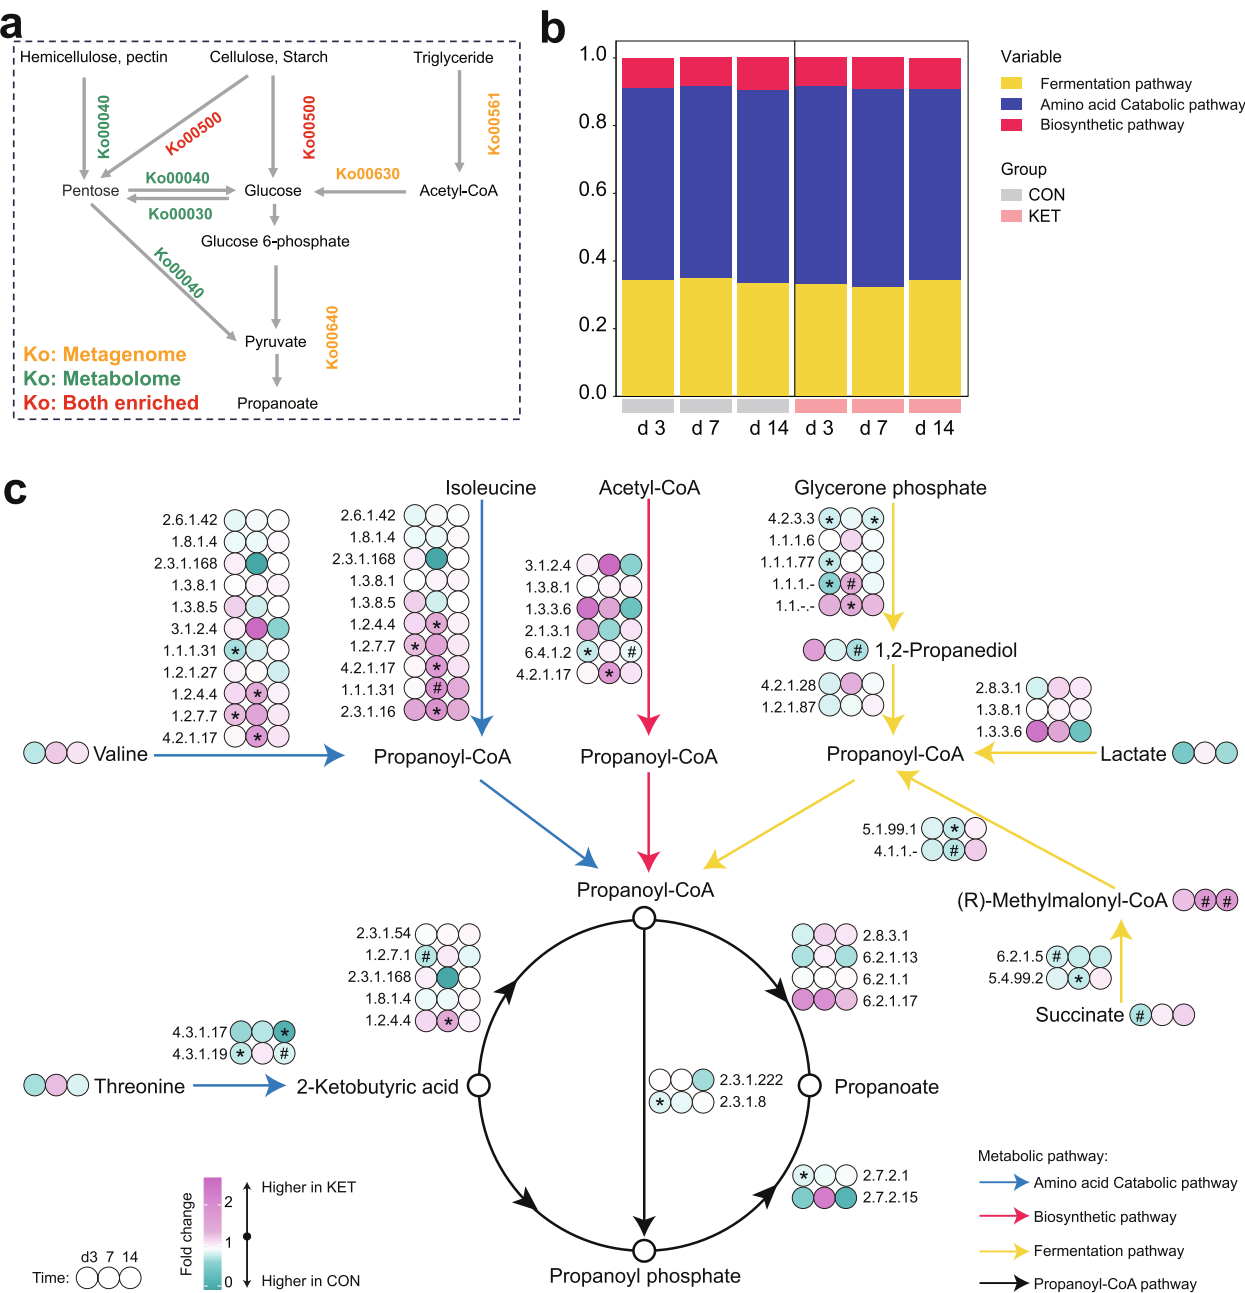 a
Hemicellulose, pectin
Cellulose, Starch
Triglyceride
Ko00040
Ko00500
Ko00500
Ko00561
Ko00040
Ko00630
Pentose
Glucose
Acetyl-CoA
Ko00030
Glucose 6-phosphate
Ko00040
Ko00640
Pyruvate
Ko: Metagenome
Ko: Metabolome
Ko: Both enriched
Propanoate
b
1.0
0.8
0.6
0.4
0.2
0.0
d 3
d 7
d 14
d 3
d 7
d 14
Variable
Fermentation pathway
Amino acid Catabolic pathway
Biosynthetic pathway
Group
CON
KET
c
Isoleucine
Acetyl-CoA
Glycerone phosphate
2.6.1.42
1.8.1.4
2.3.1.168
1.3.8.1
1.3.8.5
3.1.2.4
1.1.1.31 *
1.2.1.27
1.2.4.4 *
1.2.7.7 *
4.2.1.17 *
2.6.1.42
1.8.1.4
2.3.1.168
1.3.8.1
1.3.8.5
1.2.4.4 *
1.2.7.7 *
4.2.1.17 *
1.1.1.31 #
2.3.1.16 *
3.1.2.4
1.3.8.1
1.3.3.6
2.1.3.1
6.4.1.2 * #
4.2.1.17 *
4.2.3.3 * *
1.1.1.6
1.1.1.77 *
1.1.1.- * #
1.1.-.- *
# 1,2-Propanediol
4.2.1.28
1.2.1.87
2.8.3.1
1.3.8.1
1.3.3.6
Valine
Propanoyl-CoA
Propanoyl-CoA
Propanoyl-CoA
Lactate
5.1.99.1 *
4.1.1.- #
Propanoyl-CoA
(R)-Methylmalonyl-CoA # #
6.2.1.5 #
5.4.99.2 *
Succinate #
2.3.1.54
1.2.7.1 #
2.3.1.168
1.8.1.4
1.2.4.4 *
2.8.3.1
6.2.1.13
6.2.1.1
6.2.1.17
4.3.1.17 *
4.3.1.19 * #
Threonine
2-Ketobutyric acid
Propanoate
2.3.1.222
* 2.3.1.8
* 2.7.2.1
2.7.2.15
Propanoyl phosphate
Time:
d3 7 14
Fold change
2
1
0
Higher in KET
Higher in CON
Metabolic pathway:
Amino acid Catabolic pathway
Biosynthetic pathway
Fermentation pathway
Propanoyl-CoA pathway